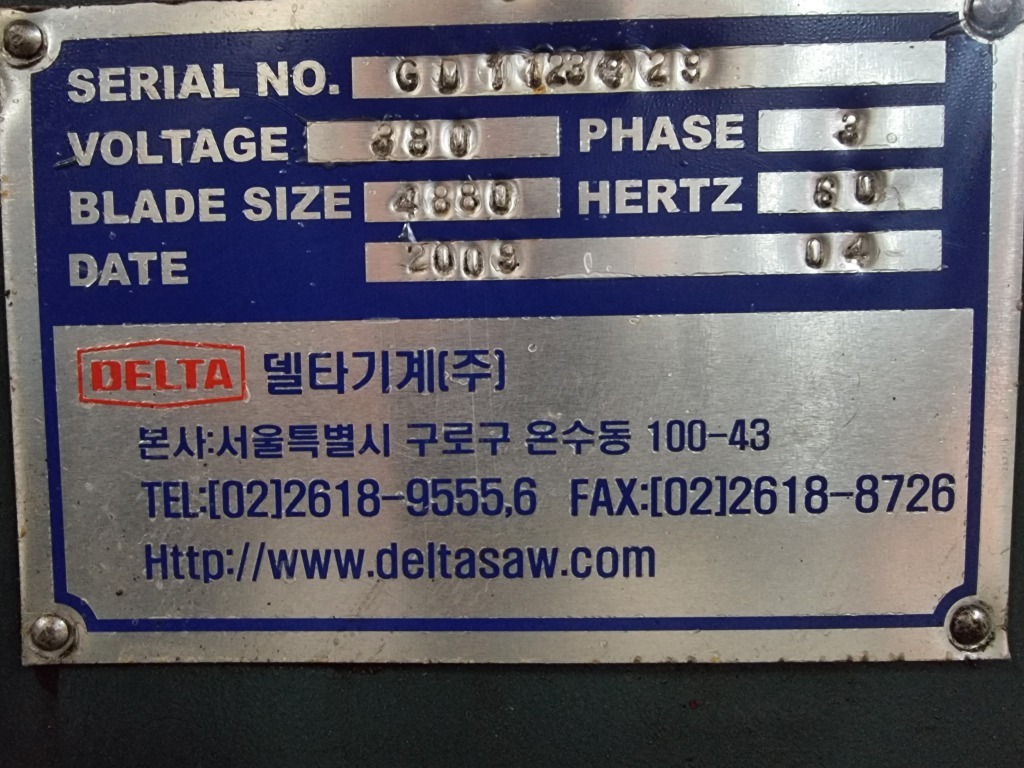 SERIAL NO.
VOLTAGE 380 PHASE 3
BLADE SIZE 4880 HERTZ 60
DATE 2009 04
DELTA 델타기계(주)
본사:서울특별시 구로구 온수동 100-43
TEL:[02]2618-9555,6 FAX:[02]2618-8726
Http://www.deltasaw.com